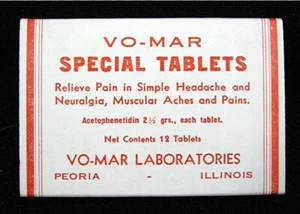 VO-MAR
SPECIAL TABLETS
Relieve Pain in Simple Headache and
Neuralgia, Muscular Aches and Pains.
Acetophenetidin 2½ grs., each tablet.
Net Contents 12 Tablets
VO-MAR LABORATORIES
PEORIA - ILLINOIS